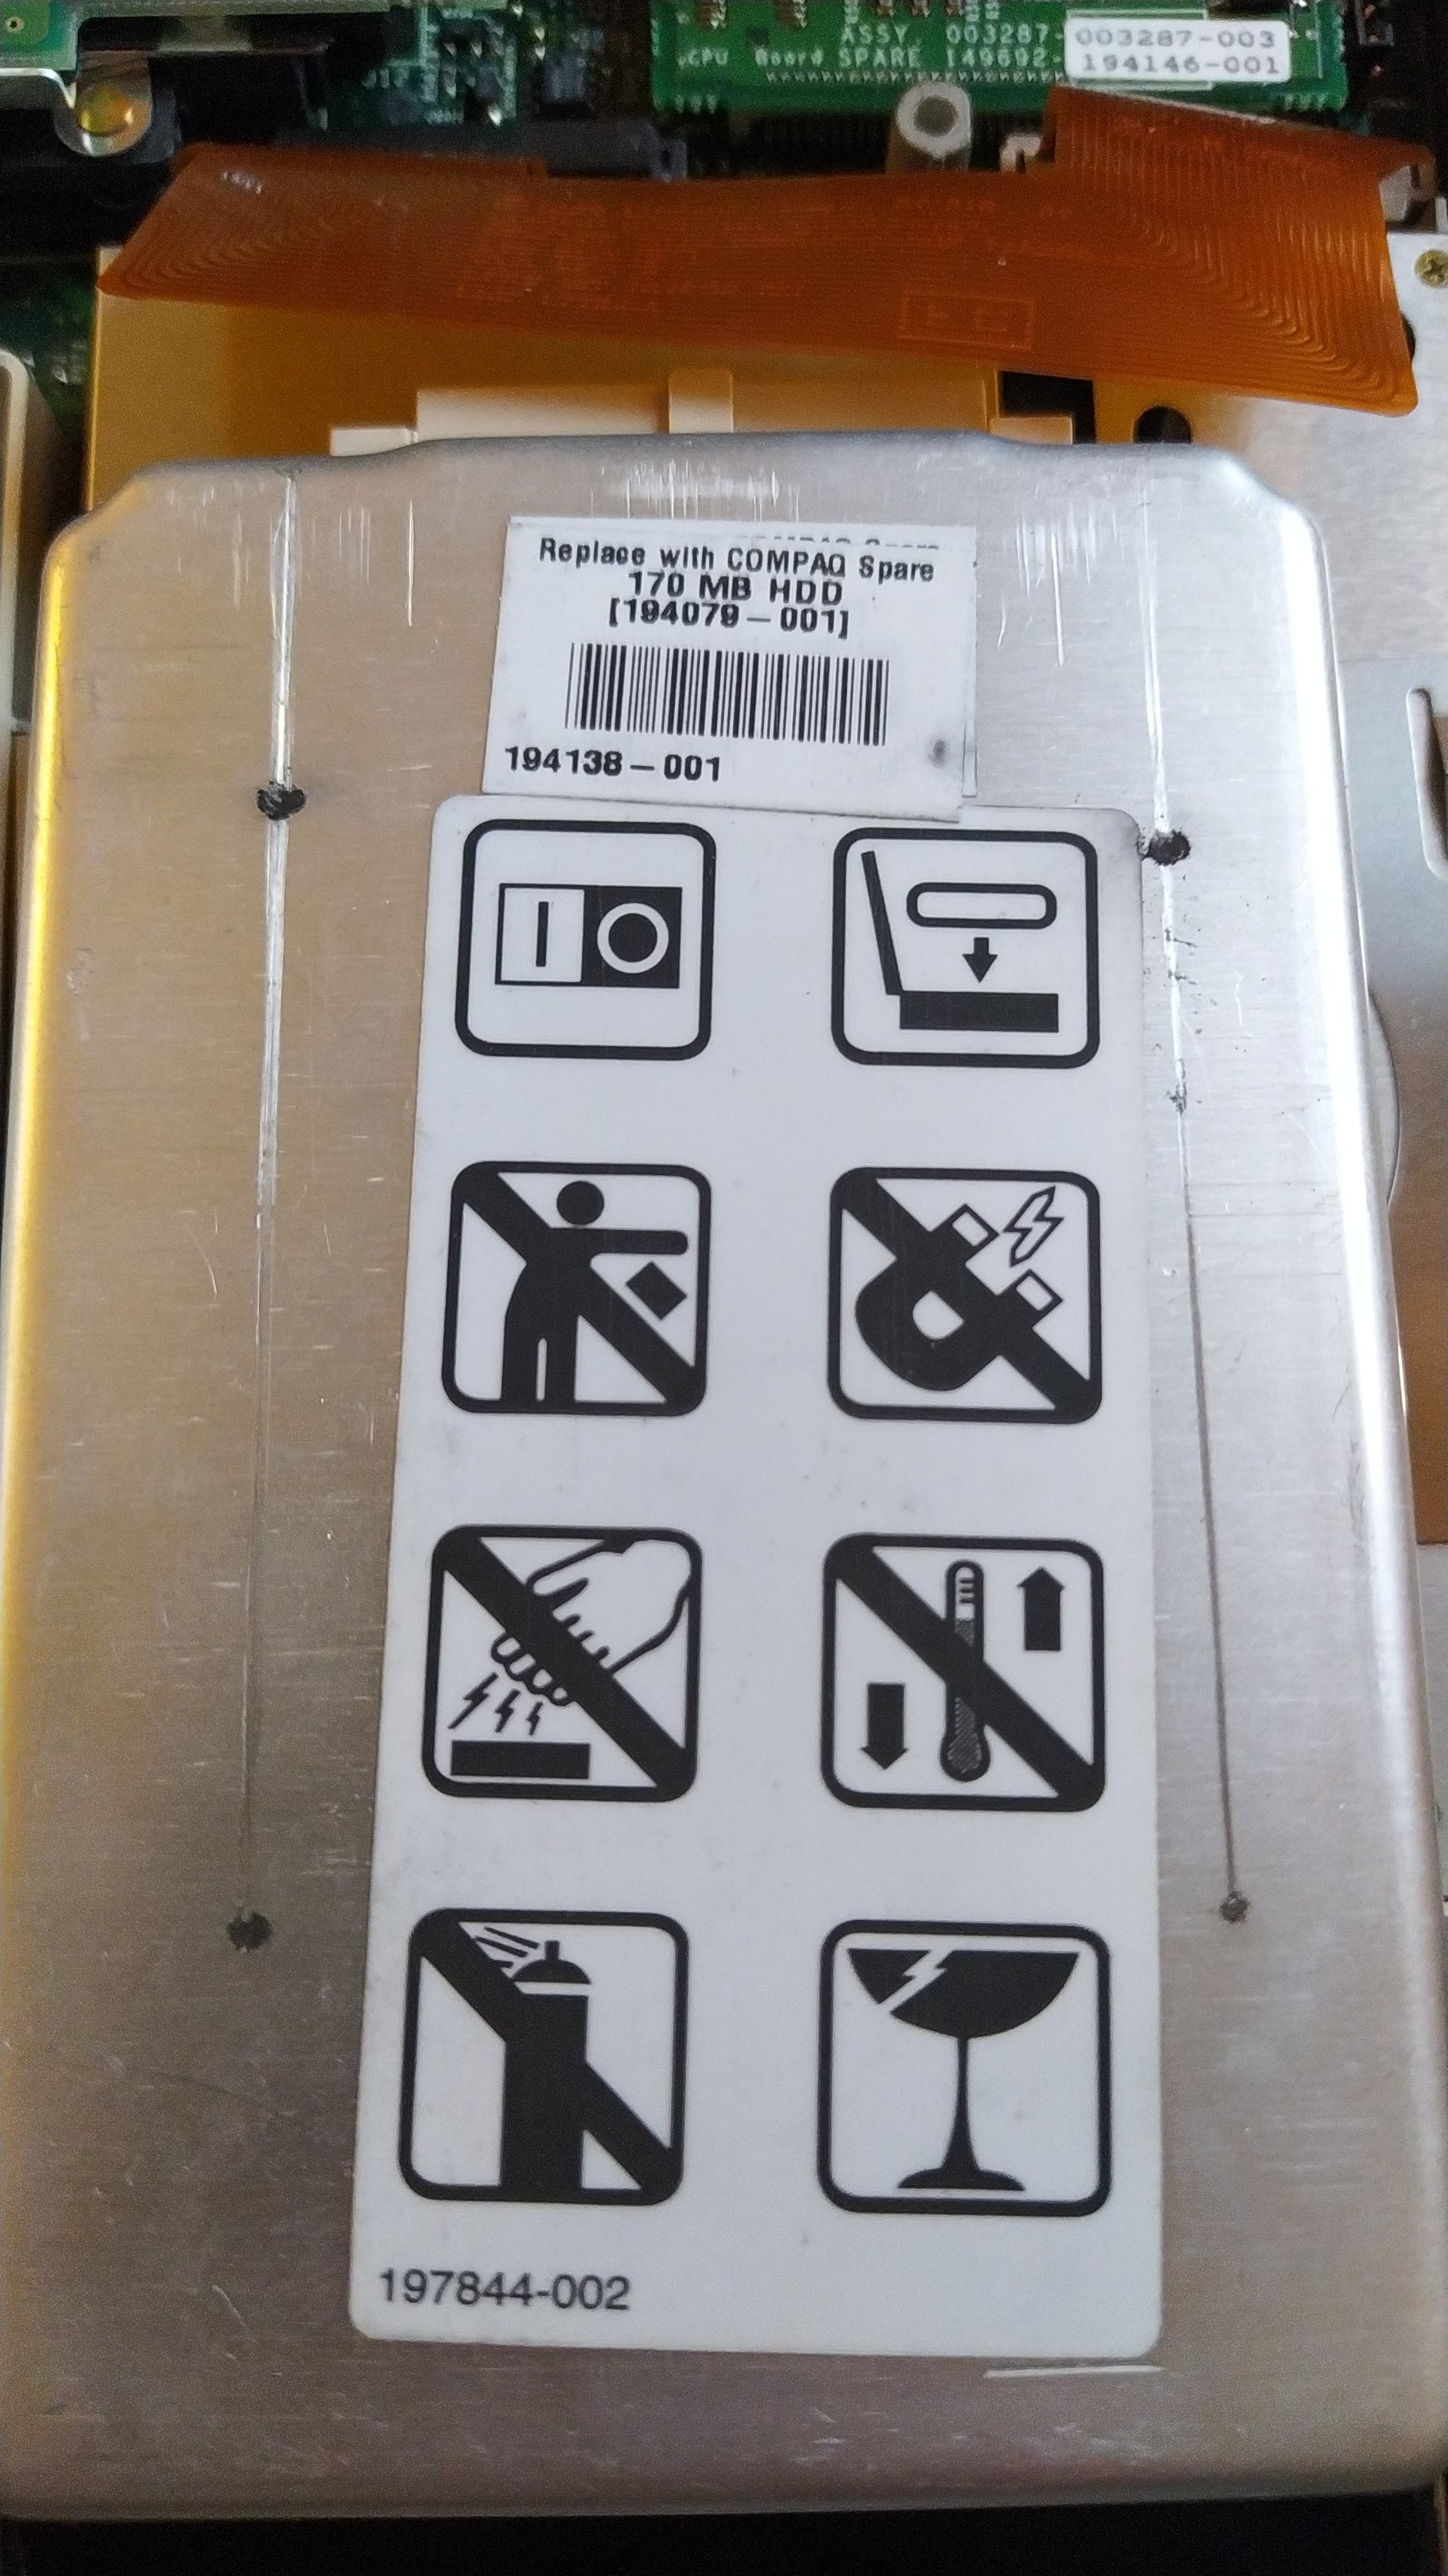 ASSY. 003287-
003287-003
CPU Board SPARE 149692-
194146-001
Replace with COMPAQ Spare
170 MB HDD
[194079-001]
194138-001
197844-002